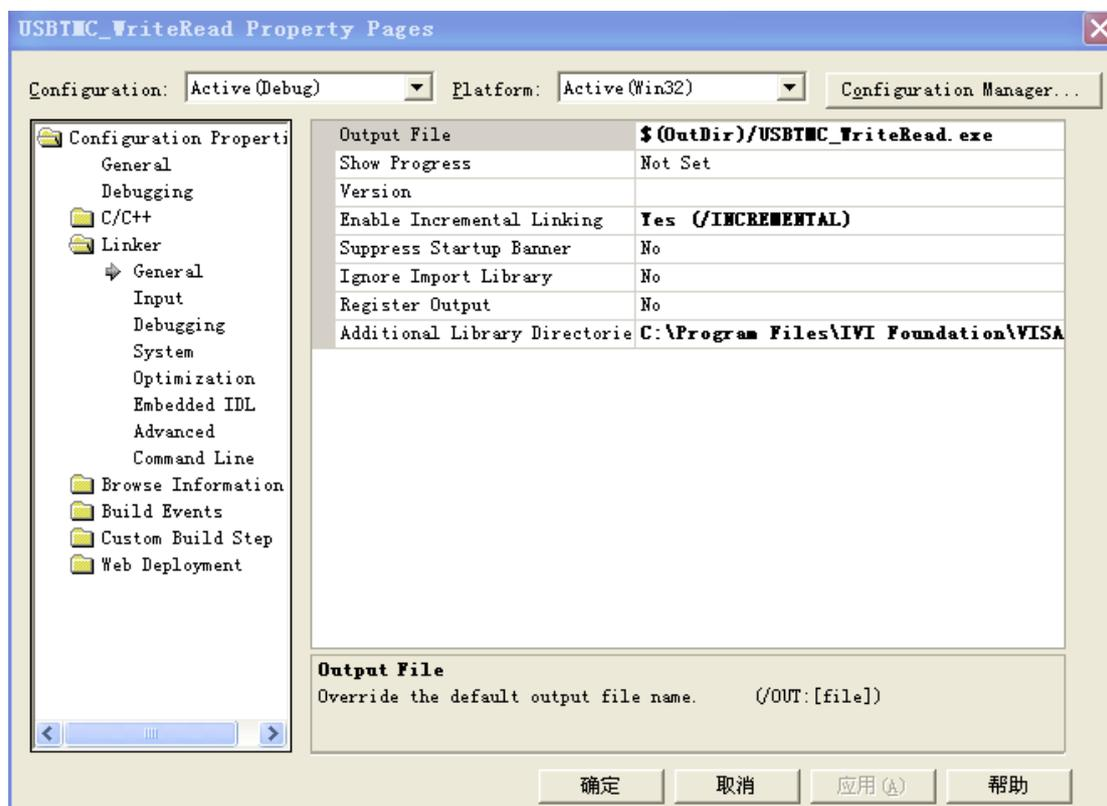 USBTMC_WriteRead Property Pages
Configuration: Active(Debug) Platform: Active(Win32) Configuration Manager...
Configuration Properti
General
Debugging
C/C++
Linker
General
Input
Debugging
System
Optimization
Embedded IDL
Advanced
Command Line
Browse Information
Build Events
Custom Build Step
Web Deployment
Output File $(OutDir)/USBTMC_WriteRead.exe
Show Progress Not Set
Version
Enable Incremental Linking Yes (/INCREMENTAL)
Suppress Startup Banner No
Ignore Import Library No
Register Output No
Additional Library Directorie C:\Program Files\IVI Foundation\VISA
Output File
Override the default output file name. (/OUT:[file])
确定 取消 应用(A) 帮助